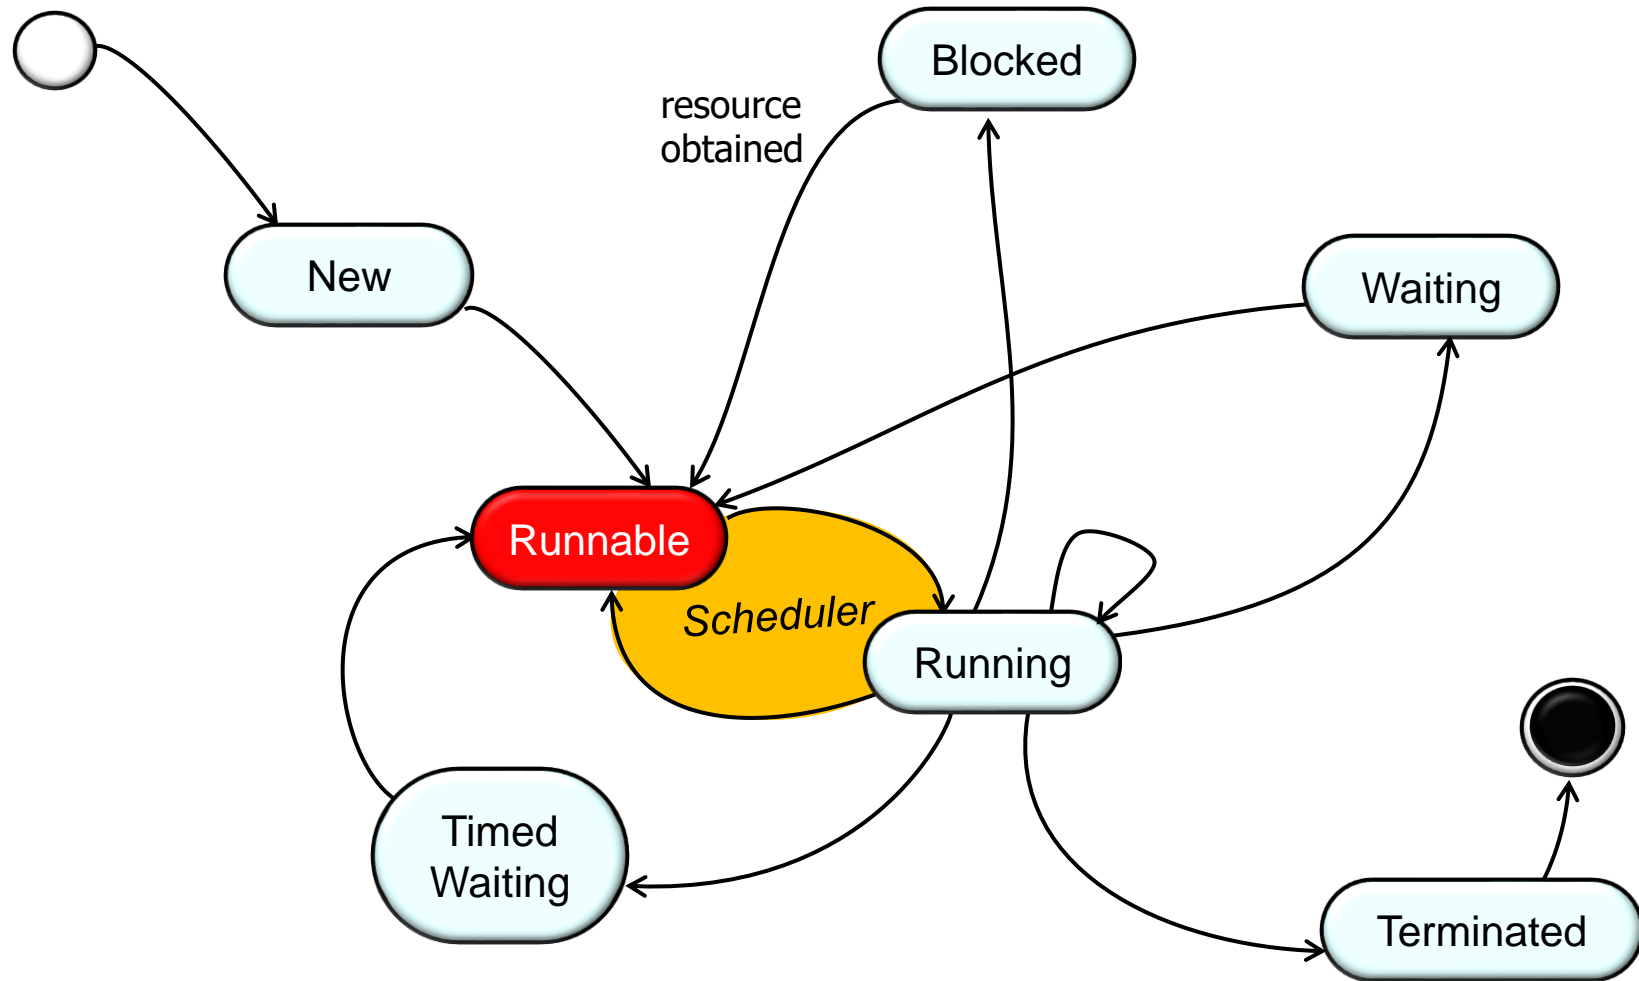 Blocked
resource
obtained
New
Waiting
Runnable
Scheduler
Running
Timed
Waiting
Terminated